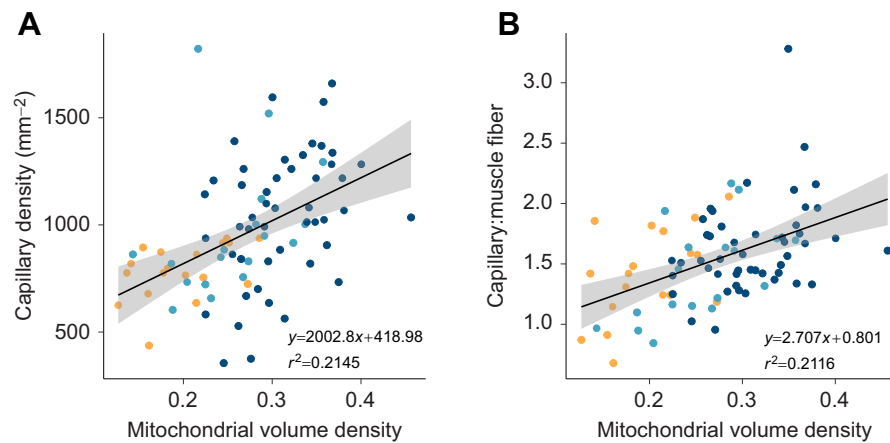 A
Capillary density (mm⁻²)
1500
1000
500
y=2002.8x+418.98
r²=0.2145
0.2 0.3 0.4
Mitochondrial volume density
B
Capillary:muscle fiber
3.0
2.5
2.0
1.5
1.0
y=2.707x+0.801
r²=0.2116
0.2 0.3 0.4
Mitochondrial volume density